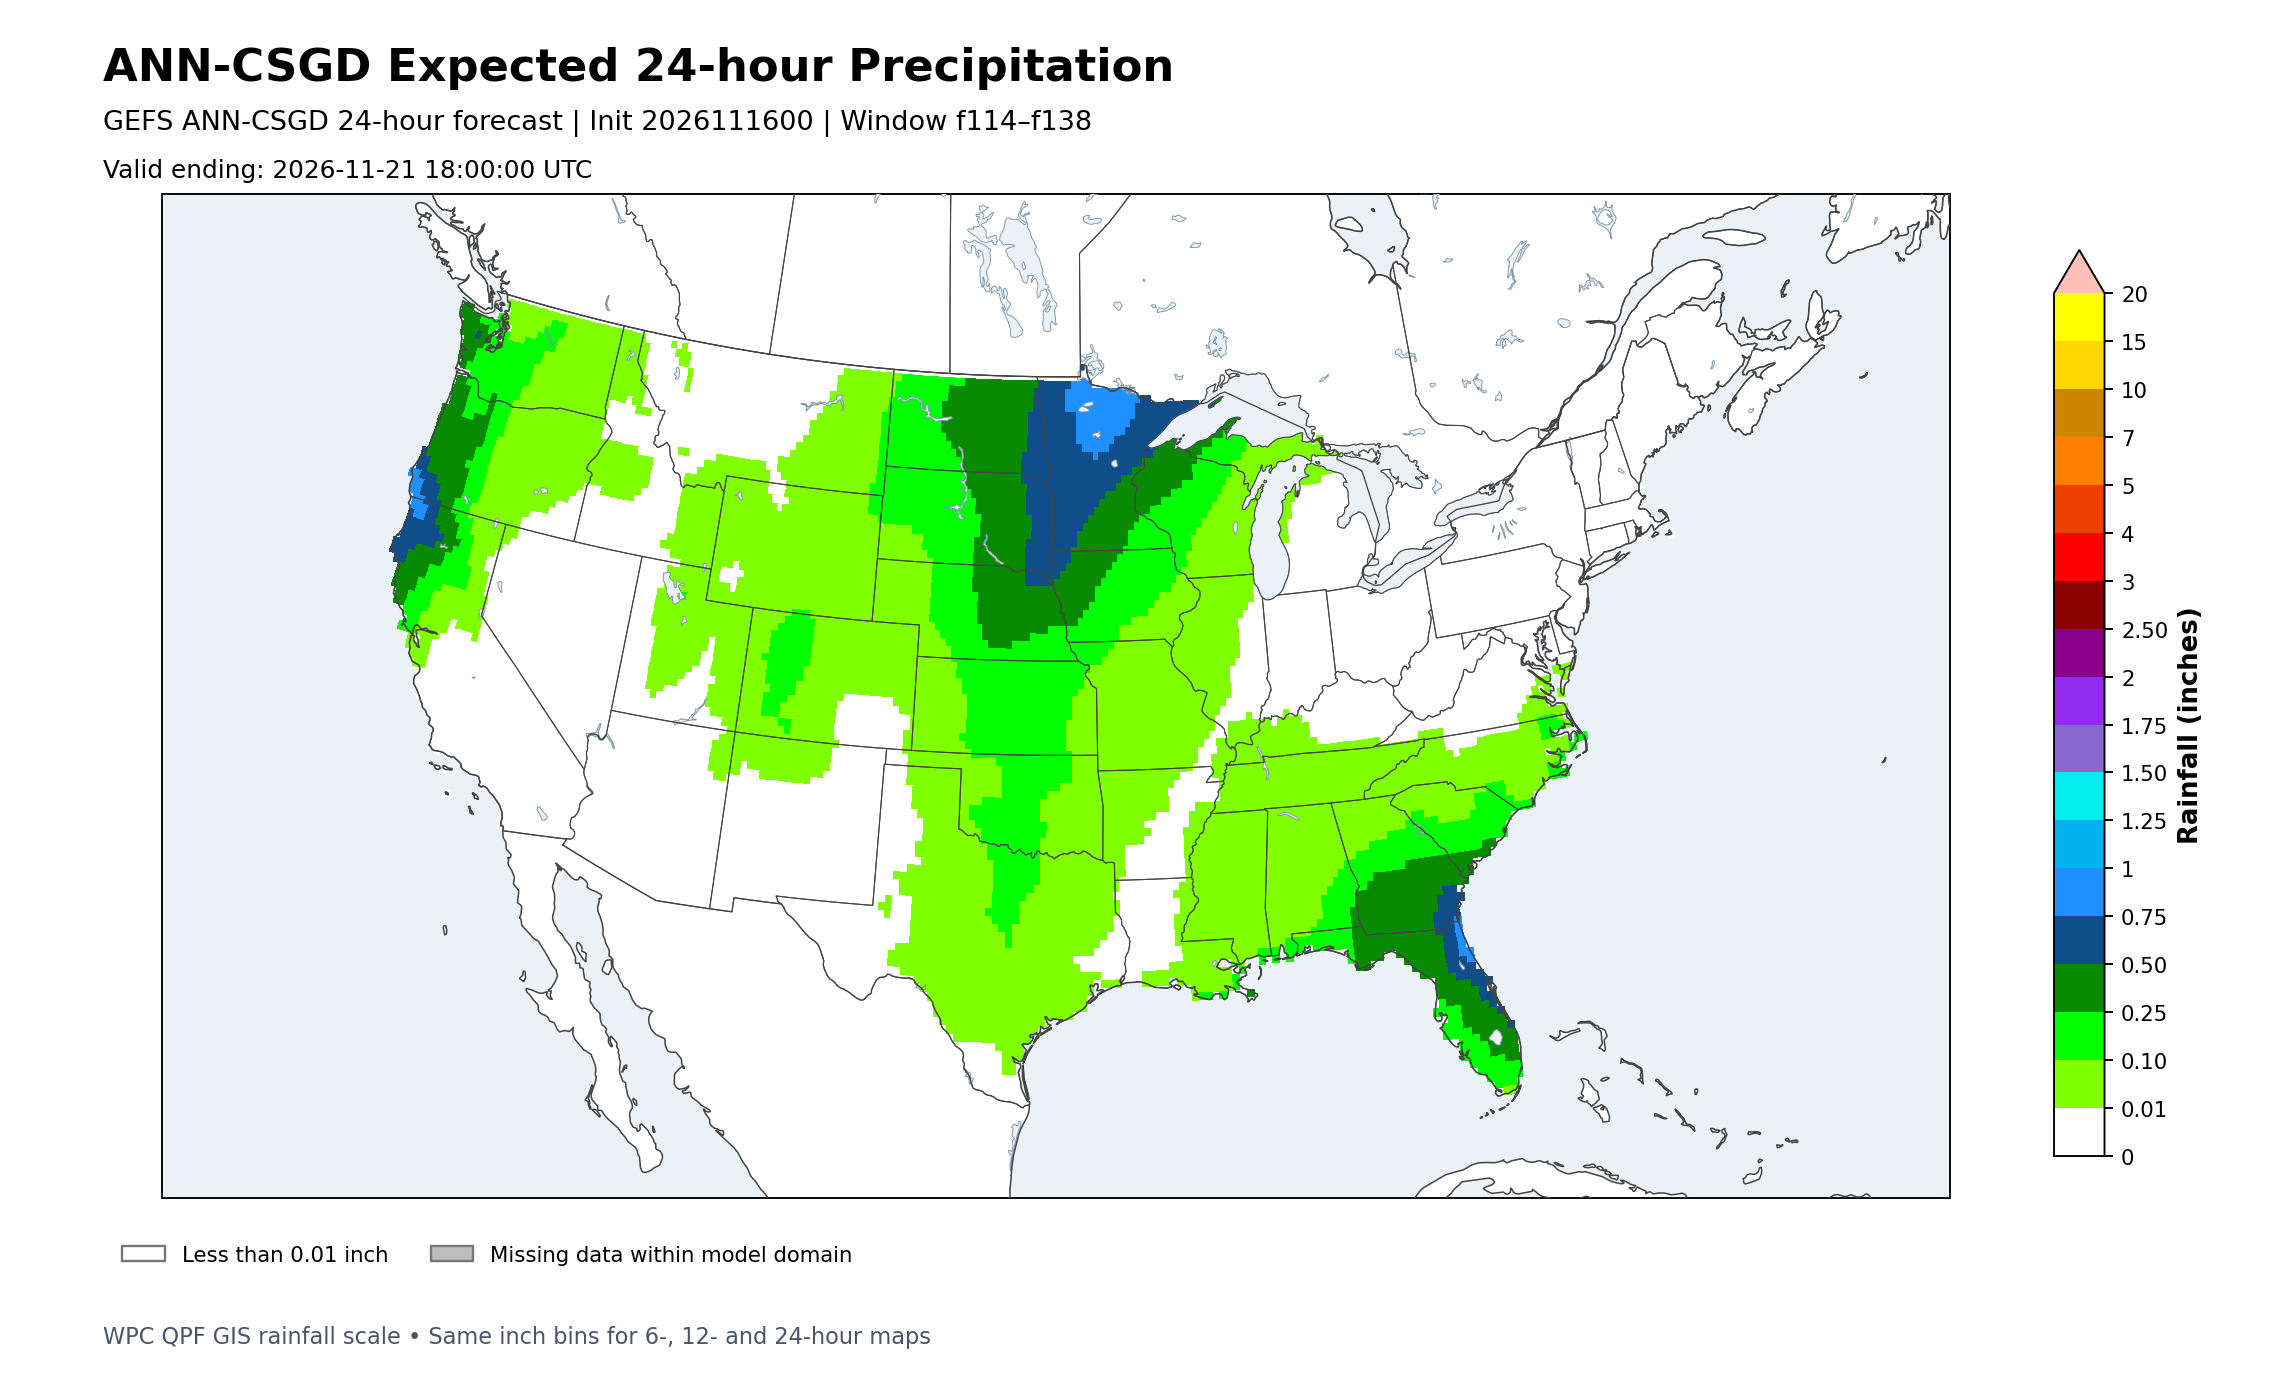 ANN-CSGD Expected 24-hour Precipitation
GEFS ANN-CSGD 24-hour forecast | Init 2026111600 | Window f114–f138
Valid ending: 2026-11-21 18:00:00 UTC
20
15
10
7
5
4
3
2.50
2
1.75
1.50
1.25
1
0.75
0.50
0.25
0.10
0.01
0
Rainfall (inches)
Less than 0.01 inch
Missing data within model domain
WPC QPF GIS rainfall scale • Same inch bins for 6-, 12- and 24-hour maps